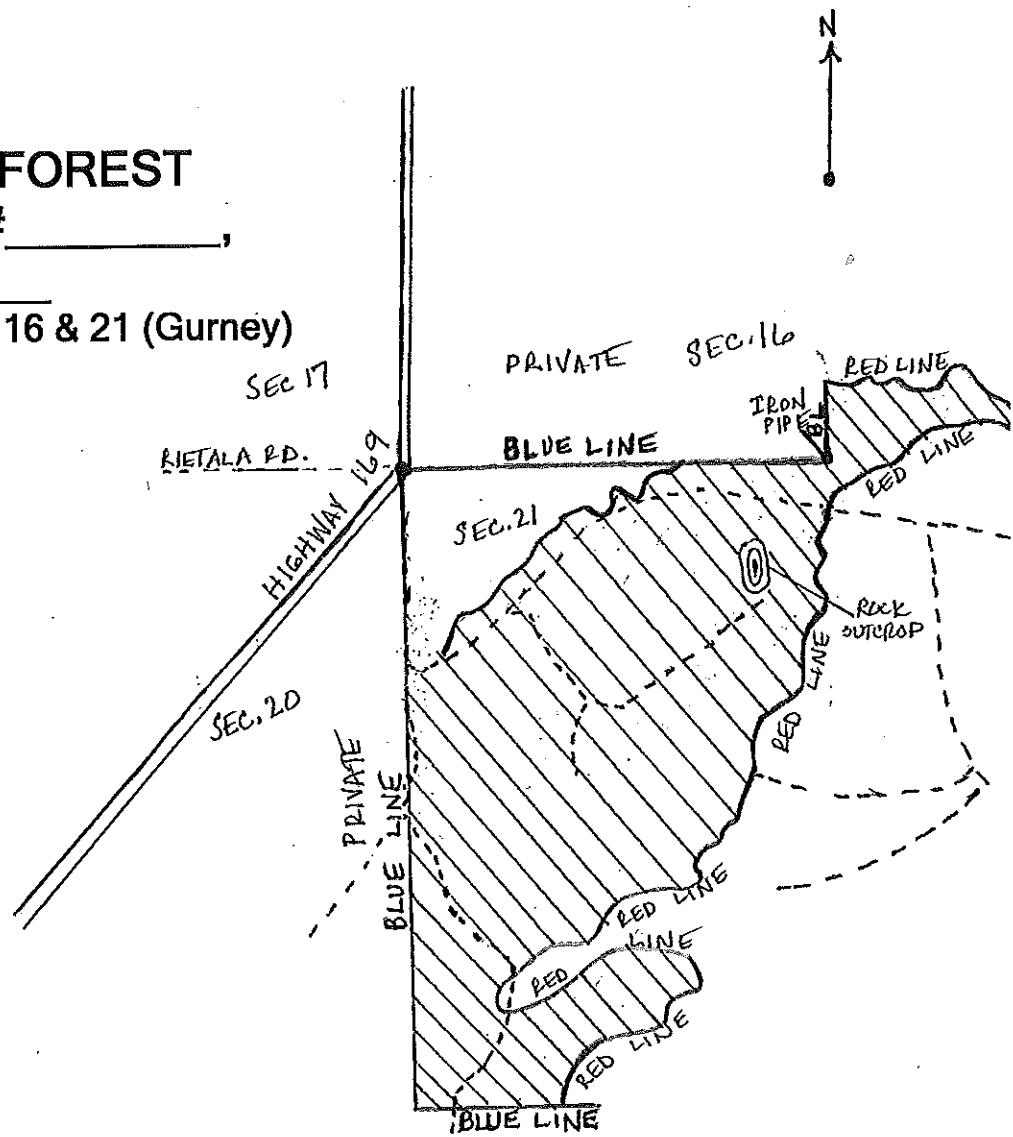 N
FOREST
#__________,
16 & 21 (Gurney)
SEC 17
PRIVATE
SEC. 16
RED LINE
IRON
PIPE
BL
RIETALA RD.
HIGHWAY 169
BLUE LINE
RED LINE
SEC. 21
ROCK
OUTCROP
RED LINE
SEC. 20
PRIVATE
BLUE LINE
RED LINE
RED LINE
RED LINE
BLUE LINE